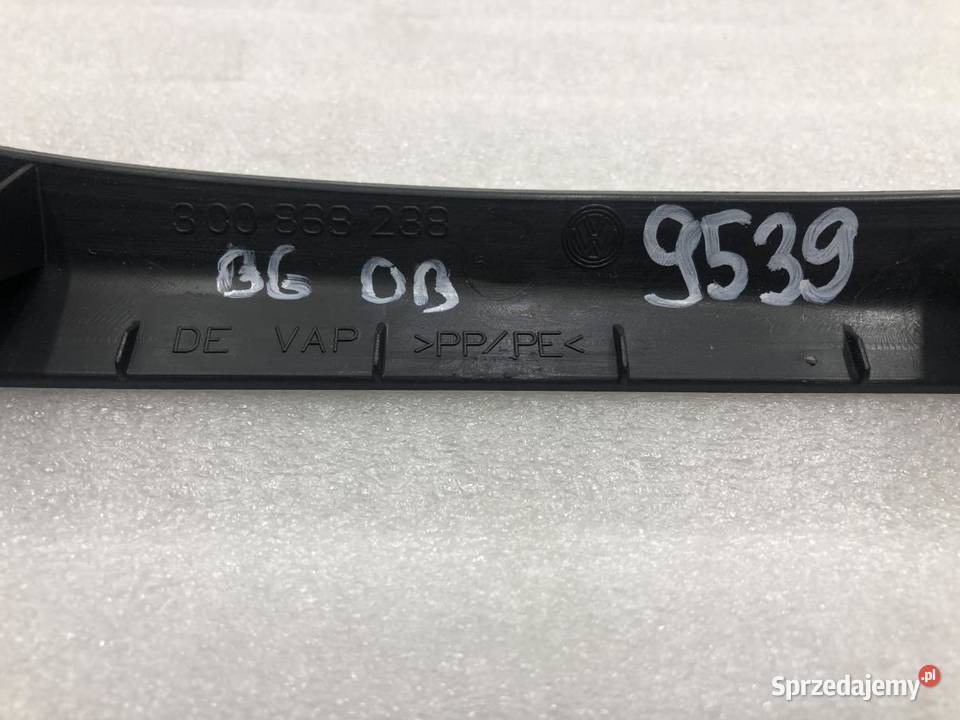 3C0 868 288
9539
B6 OB
DE VAP >PP/PE<
Sprzedajemy.pl